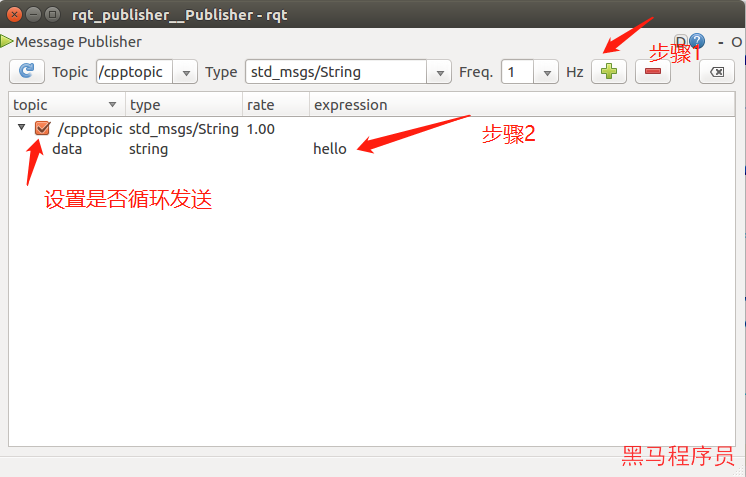 rqt_publisher__Publisher - rqt
Message Publisher
D ? - O
步骤1
Topic /cpptopic Type std_msgs/String Freq. 1 Hz
topic type rate expression
/cpptopic std_msgs/String 1.00
data string hello
步骤2
设置是否循环发送
黑马程序员